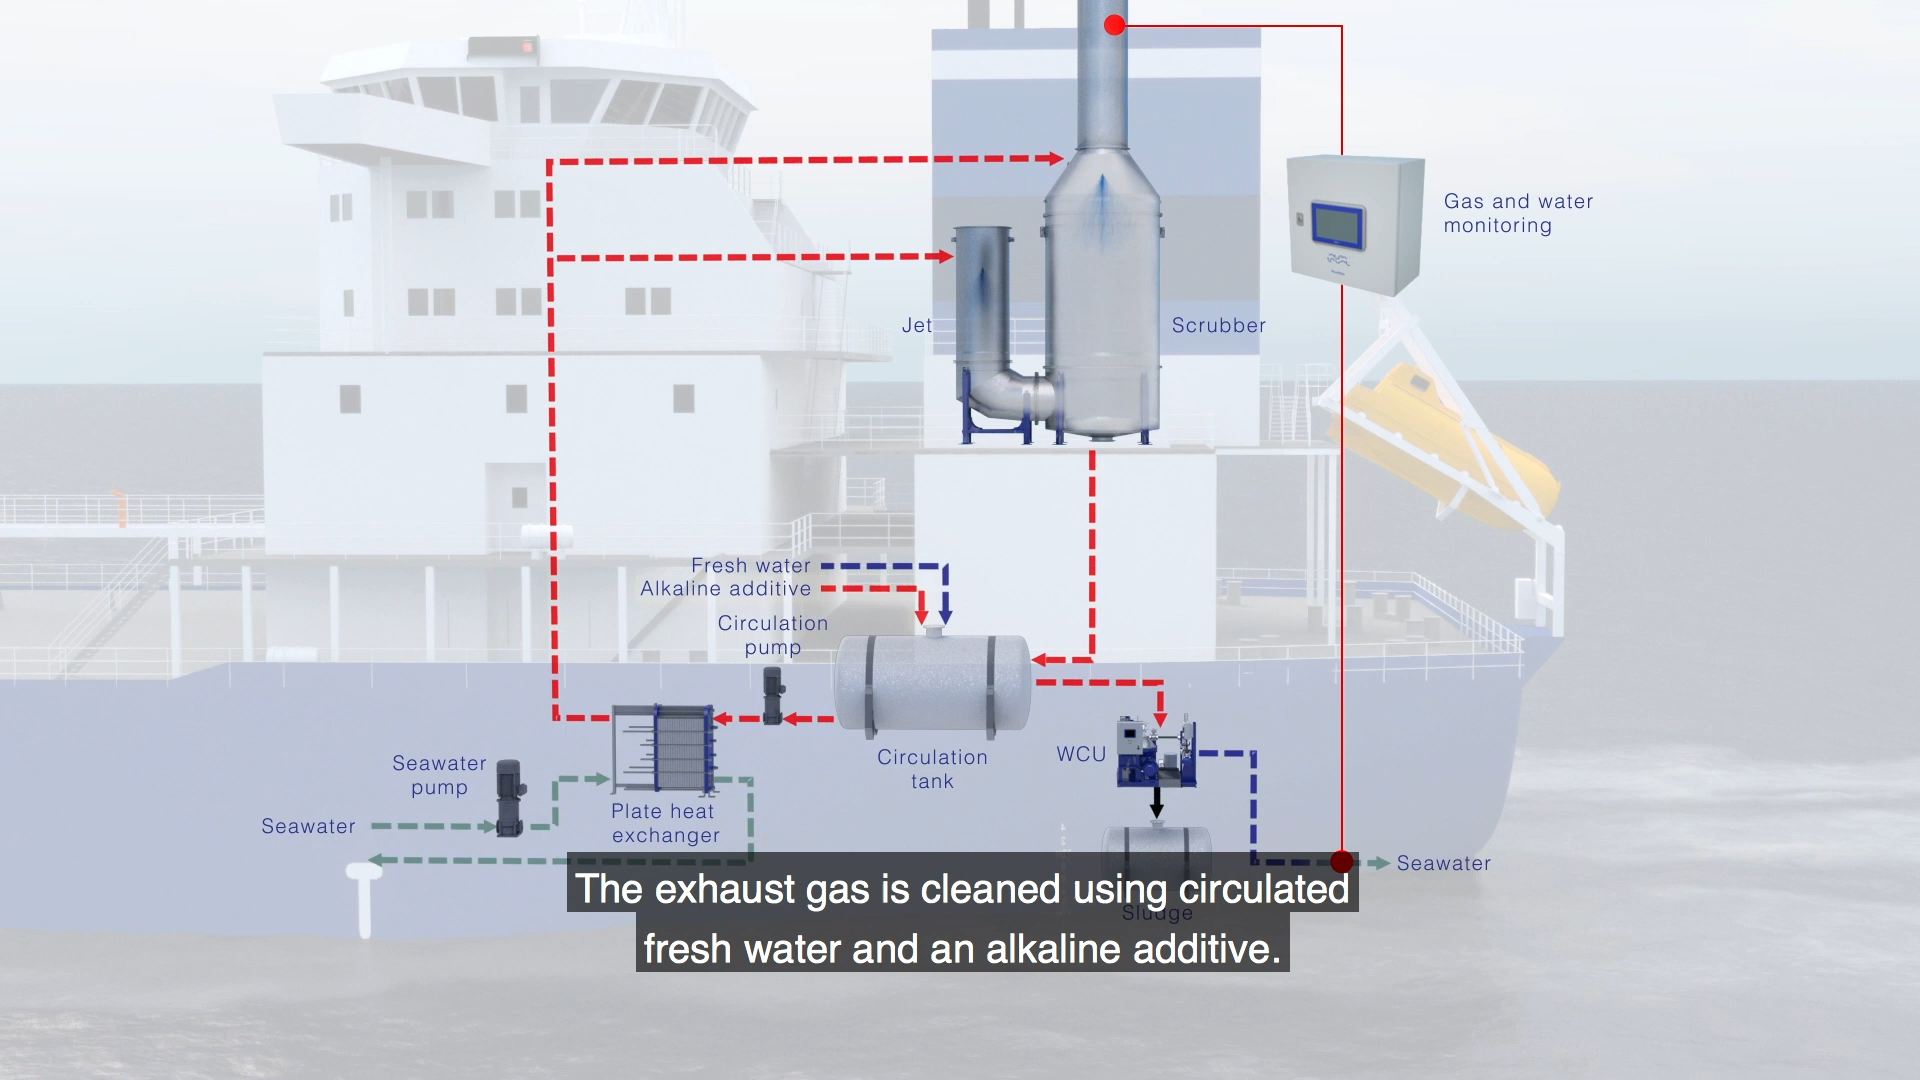 Gas and water
monitoring
Jet
Scrubber
Fresh water
Alkaline additive
Circulation
pump
Circulation
tank
WCU
Seawater
pump
Plate heat
exchanger
Seawater
Seawater
Sludge
The exhaust gas is cleaned using circulated
fresh water and an alkaline additive.